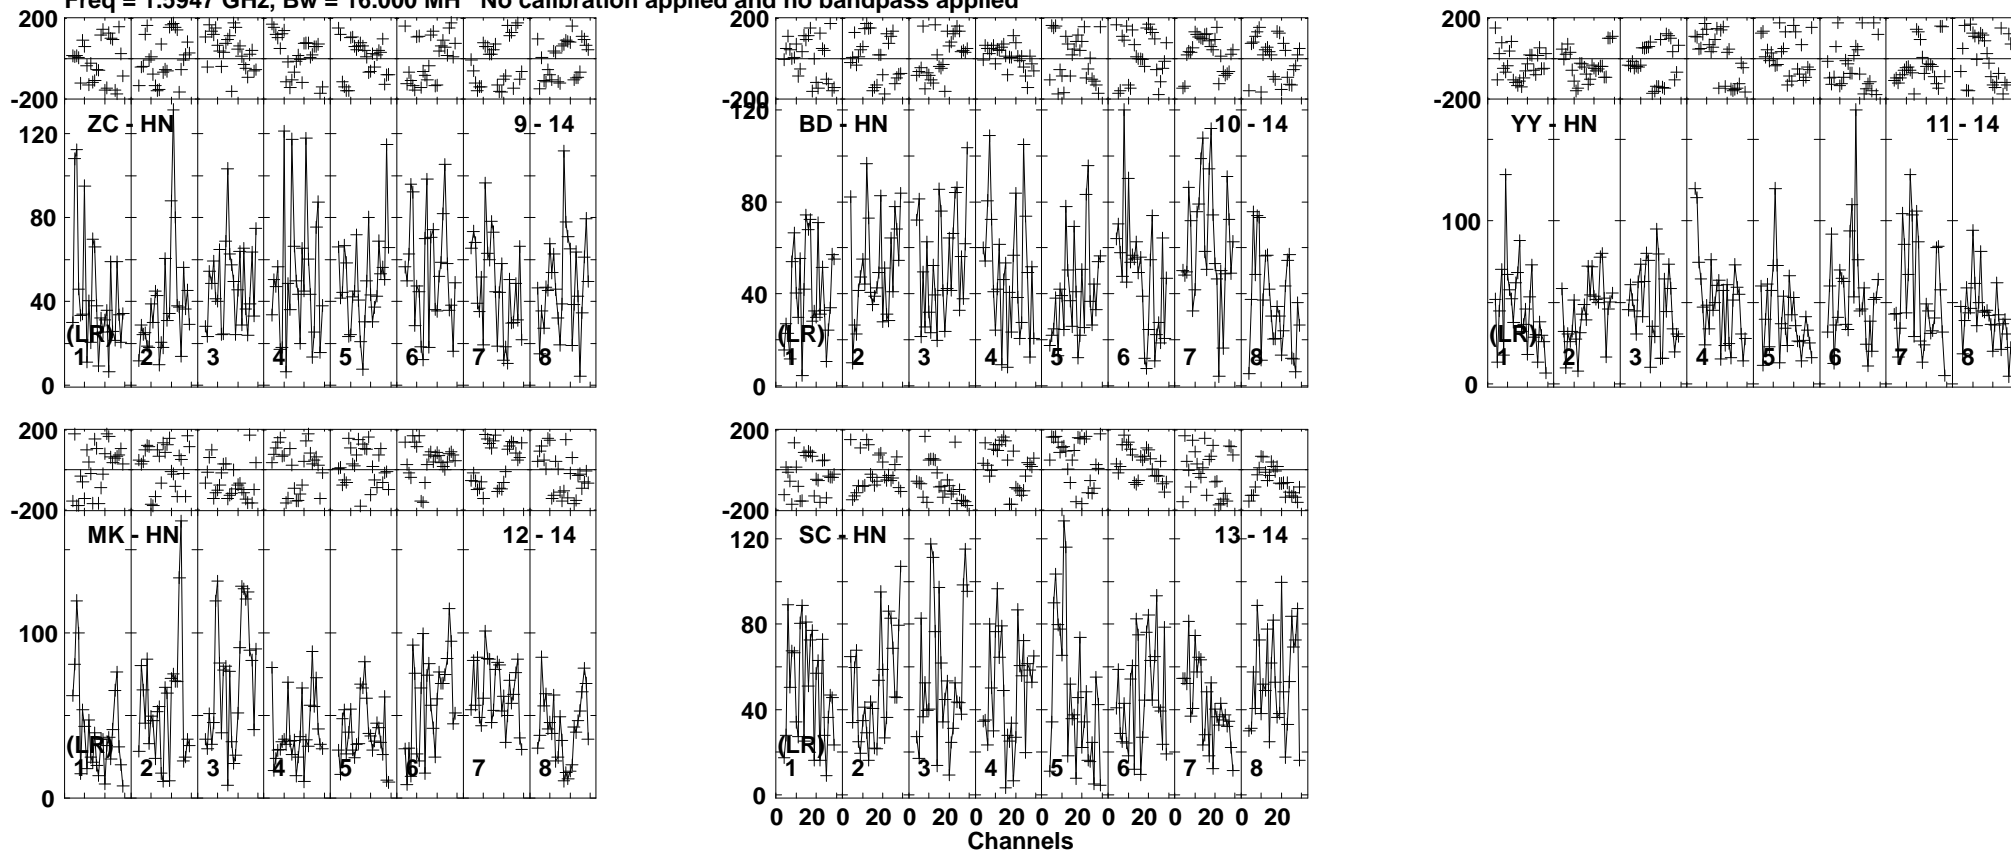 Freq = 1.5947 GHz, Bw = 16.000 MH No calibration applied and no bandpass applied
200
-200
ZC - HN
9 - 14
120
80
40
0
(LR)
1 2 3 4 5 6 7 8
200
-200
120
BD - HN
10 - 14
80
40
0
(LR)
1 2 3 4 5 6 7 8
200
-200
YY - HN
11 - 14
100
0
(LR)
1 2 3 4 5 6 7 8
200
-200
MK - HN
12 - 14
100
0
(LR)
1 2 3 4 5 6 7 8
200
-200
SC - HN
13 - 14
120
80
40
0
(LR)
1 2 3 4 5 6 7 8
0 20 0 20 0 20 0 20 0 20 0 20 0 20 0 20
Channels